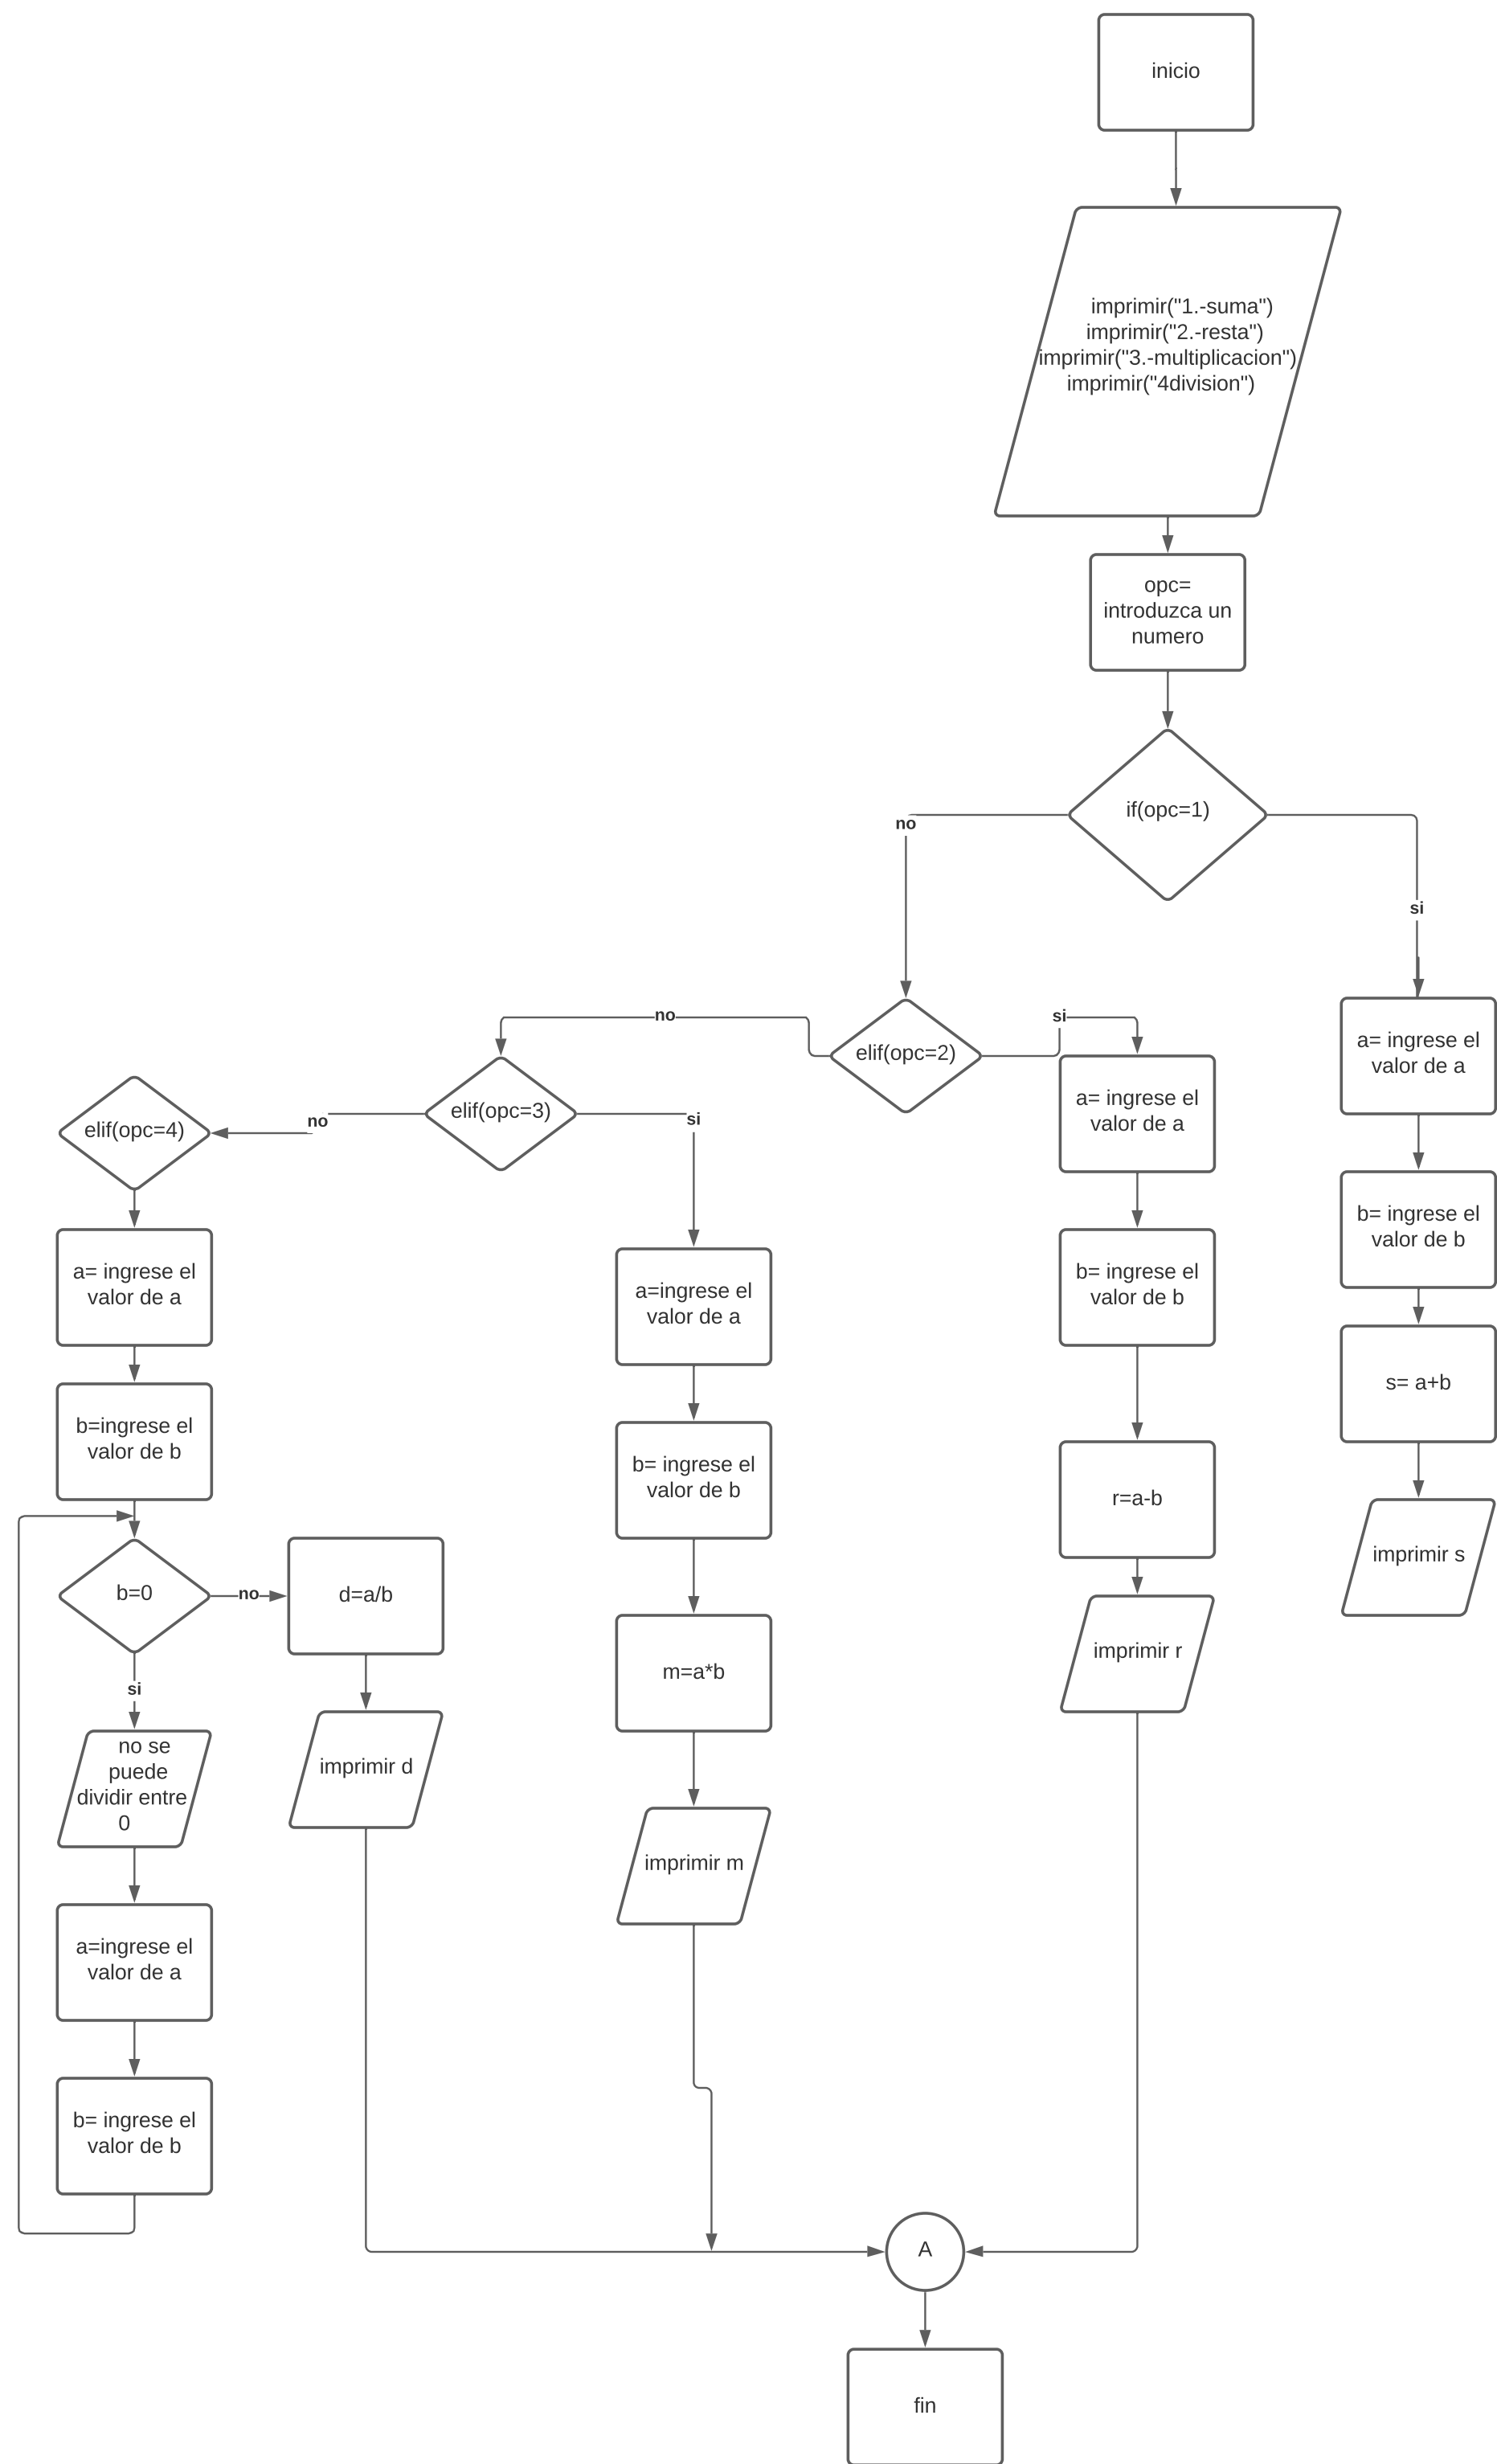 inicio
imprimir("1.-suma")
imprimir("2.-resta")
imprimir("3.-multiplicacion")
imprimir("4division")
opc=
introduzca un
numero
if(opc=1)
no
si
elif(opc=2)
no
si
elif(opc=3)
no
si
elif(opc=4)
a= ingrese el
valor de a
b= ingrese el
valor de b
s= a+b
imprimir s
a= ingrese el
valor de a
b= ingrese el
valor de b
r=a-b
imprimir r
a=ingrese el
valor de a
b= ingrese el
valor de b
m=a*b
imprimir m
a= ingrese el
valor de a
b=ingrese el
valor de b
b=0
no
d=a/b
imprimir d
si
no se
puede
dividir entre
0
a=ingrese el
valor de a
b= ingrese el
valor de b
A
fin